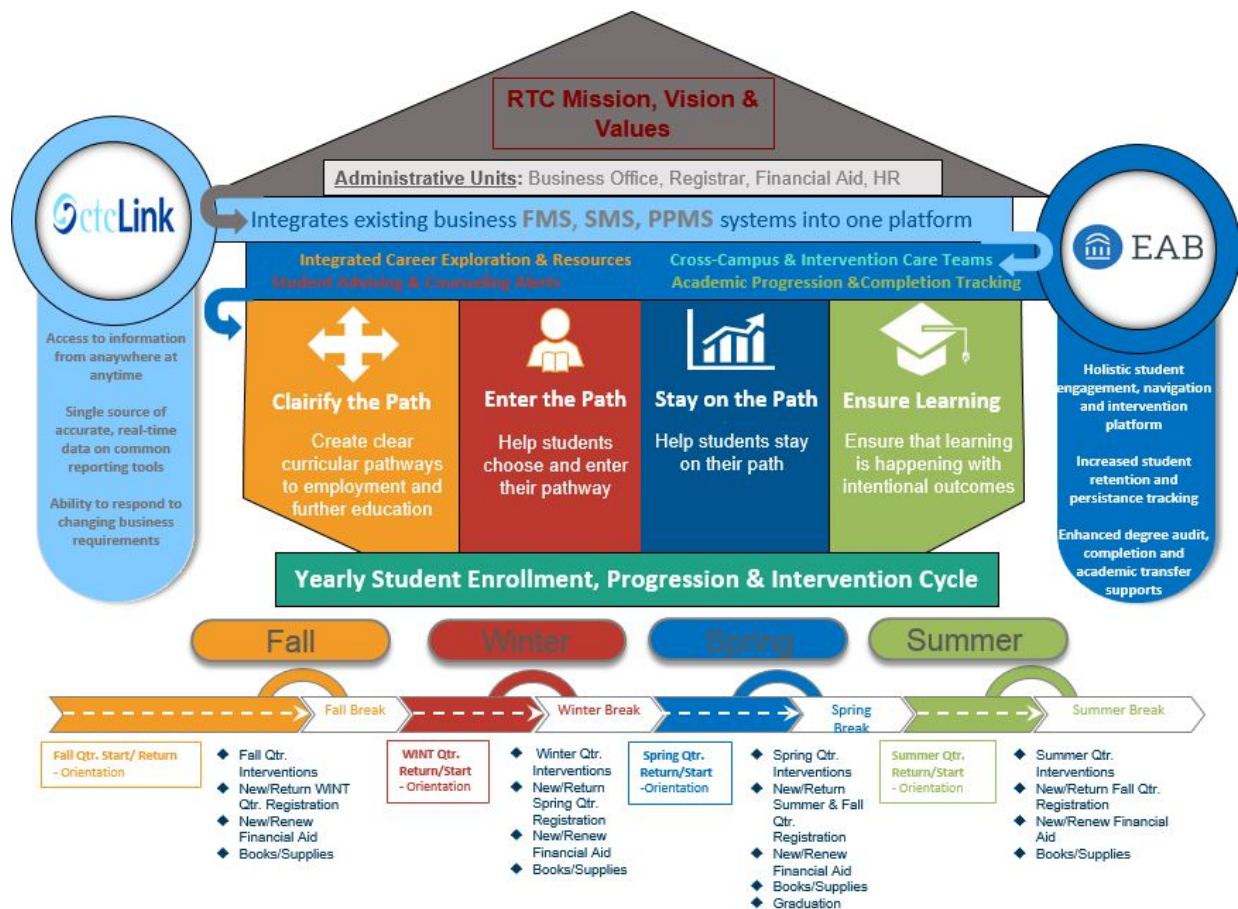 RTC Mission, Vision &
Values
Administrative Units: Business Office, Registrar, Financial Aid, HR
ctcLink
Integrates existing business FMS, SMS, PPMS systems into one platform
EAB
Integrated Career Exploration & Resources
Student Advising & Counseling Alerts
Cross-Campus & Intervention Care Teams
Academic Progression &Completion Tracking
Access to information
from anaywhere at
anytime
Single source of
accurate, real-time
data on common
reporting tools
Ability to respond to
changing business
requirements
Clairify the Path
Create clear
curricular pathways
to employment and
further education
Enter the Path
Help students
choose and enter
their pathway
Stay on the Path
Help students stay
on their path
Ensure Learning
Ensure that learning
is happening with
intentional outcomes
Holistic student
engagement, navigation
and intervention
platform
Increased student
retention and
persistance tracking
Enhanced degree audit,
completion and
academic transfer
supports
Yearly Student Enrollment, Progression & Intervention Cycle
Fall
Winter
Spring
Summer
Fall Break
Winter Break
Spring
Break
Summer Break
Fall Qtr. Start/ Return
- Orientation
◆ Fall Qtr.
Interventions
◆ New/Return WINT
Qtr. Registration
◆ New/Renew
Financial Aid
◆ Books/Supplies
WINT Qtr.
Return/Start
- Orientation
◆ Winter Qtr.
Interventions
◆ New/Return
Spring Qtr.
Registration
◆ New/Renew
Financial Aid
◆ Books/Supplies
Spring Qtr.
Return/Start
-Orientation
◆ Spring Qtr.
Interventions
◆ New/Return
Summer & Fall
Qtr.
Registration
◆ New/Renew
Financial Aid
◆ Books/Supplies
◆ Graduation
Summer Qtr.
Return/Start
- Orientation
◆ Summer Qtr.
Interventions
◆ New/Return Fall Qtr.
Registration
◆ New/Renew Financial
Aid
◆ Books/Supplies